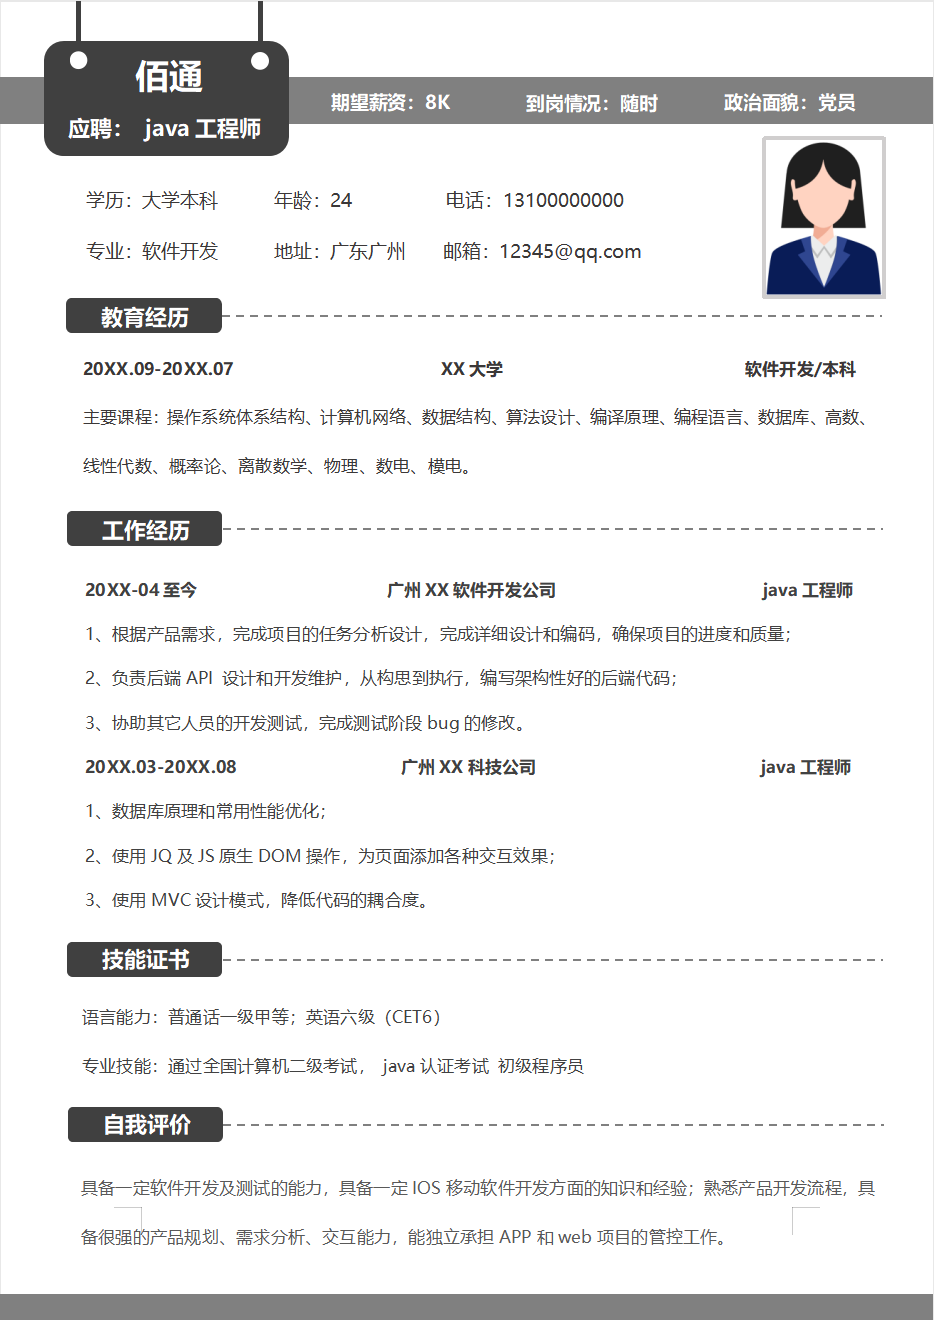 佰通
应聘： java 工程师
期望薪资：8K 到岗情况：随时 政治面貌：党员
学历：大学本科 年龄：24 电话：13100000000
专业：软件开发 地址：广东广州 邮箱：12345@qq.com
教育经历
20XX.09-20XX.07 XX 大学 软件开发/本科
主要课程：操作系统体系结构、计算机网络、数据结构、算法设计、编译原理、编程语言、数据库、高数、
线性代数、概率论、离散数学、物理、数电、模电。
工作经历
20XX-04 至今 广州 XX 软件开发公司 java 工程师
1、根据产品需求，完成项目的任务分析设计，完成详细设计和编码，确保项目的进度和质量；
2、负责后端 API 设计和开发维护，从构思到执行，编写架构性好的后端代码；
3、协助其它人员的开发测试，完成测试阶段 bug 的修改。
20XX.03-20XX.08 广州 XX 科技公司 java 工程师
1、数据库原理和常用性能优化；
2、使用 JQ 及 JS 原生 DOM 操作，为页面添加各种交互效果；
3、使用 MVC 设计模式，降低代码的耦合度。
技能证书
语言能力：普通话一级甲等；英语六级（CET6）
专业技能：通过全国计算机二级考试， java 认证考试 初级程序员
自我评价
具备一定软件开发及测试的能力，具备一定 IOS 移动软件开发方面的知识和经验；熟悉产品开发流程，具
备很强的产品规划、需求分析、交互能力，能独立承担 APP 和 web 项目的管控工作。